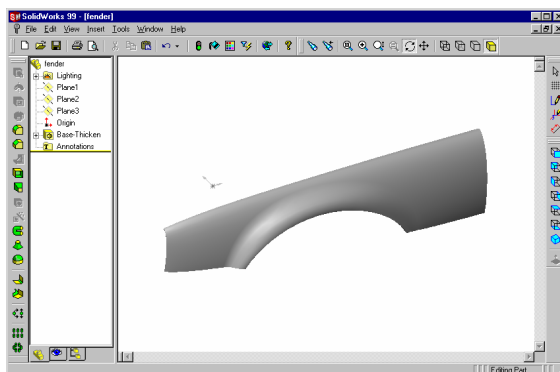 SolidWorks 99 - [fender]
File Edit View Insert Tools Window Help
fender
Lighting
Plane1
Plane2
Plane3
Origin
Base-Thicken
Annotations
Editing Part